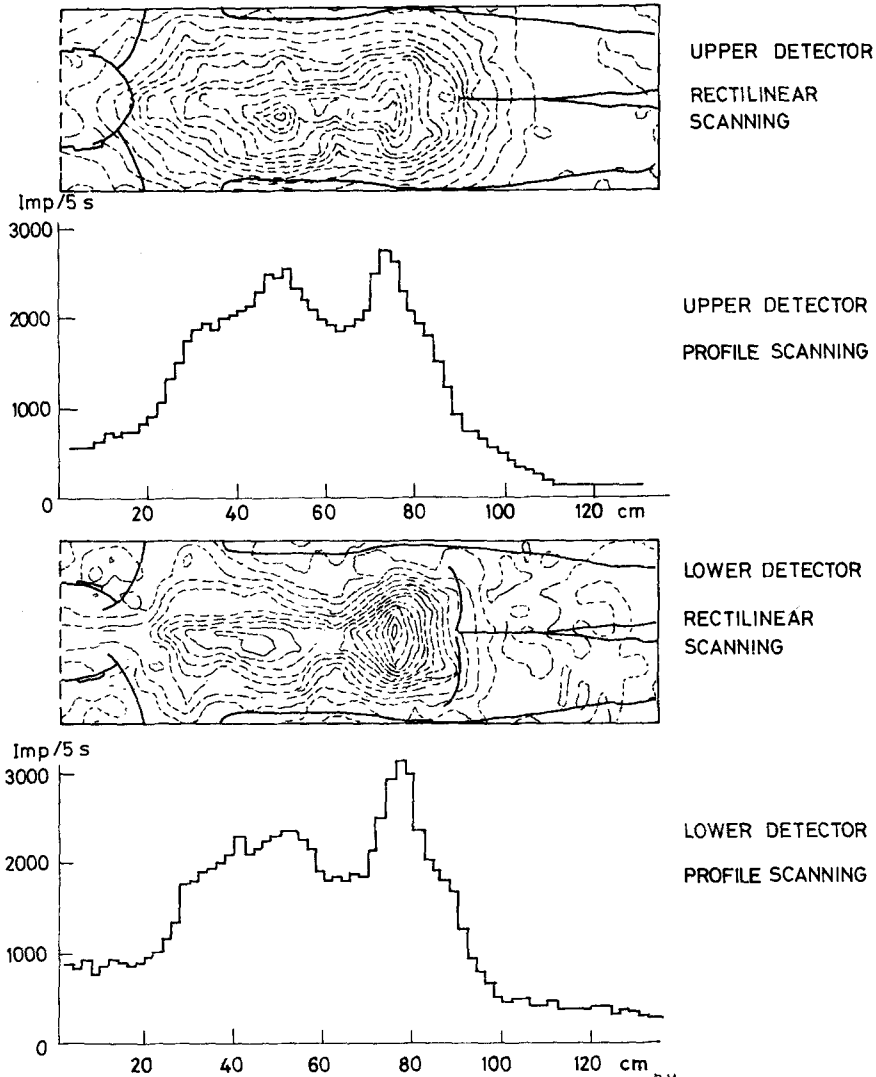 UPPER DETECTOR
RECTILINEAR
SCANNING
Imp/5 s
3000
2000
1000
0
20 40 60 80 100 120 cm
UPPER DETECTOR
PROFILE SCANNING
LOWER DETECTOR
RECTILINEAR
SCANNING
Imp/5 s
3000
2000
1000
0
20 40 60 80 100 120 cm
LOWER DETECTOR
PROFILE SCANNING